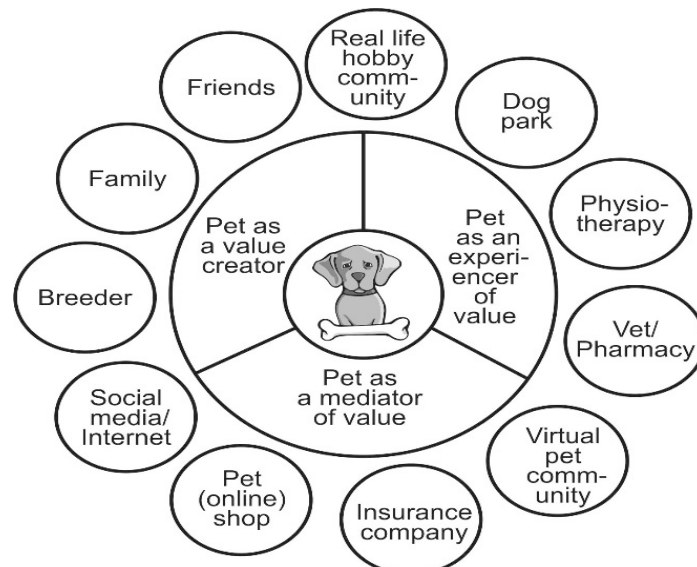 Real life
hobby
comm-
unity
Friends
Dog
park
Family
Physio-
therapy
Pet as
a value
creator
Pet
as an
experi-
encer
of
value
Breeder
Vet/
Pharmacy
Pet as
a mediator
of value
Social
media/
Internet
Virtual
pet
comm-
unity
Pet
(online)
shop
Insurance
company